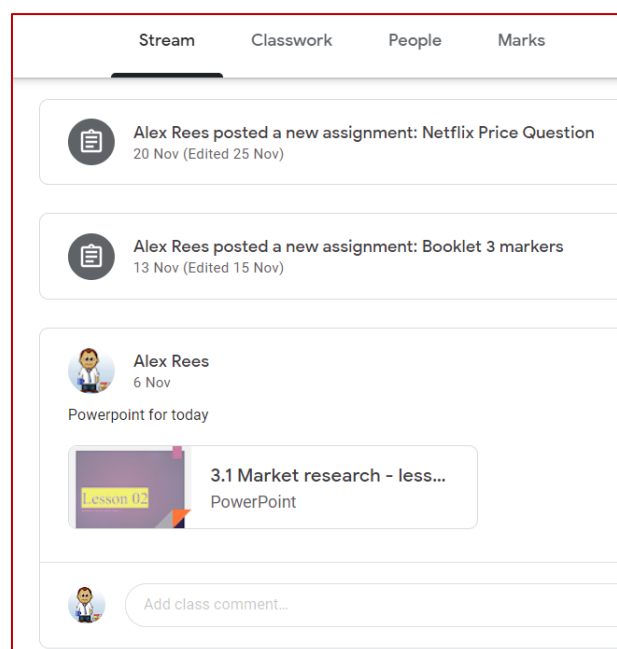 Stream Classwork People Marks
Alex Rees posted a new assignment: Netflix Price Question
20 Nov (Edited 25 Nov)
Alex Rees posted a new assignment: Booklet 3 markers
13 Nov (Edited 15 Nov)
Alex Rees
6 Nov
Powerpoint for today
Lesson 02
3.1 Market research - less...
PowerPoint
Add class comment...